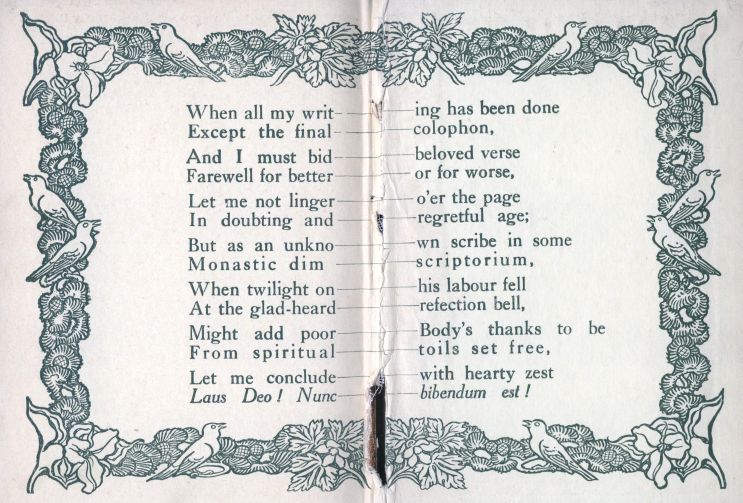 When all my writ- ing has been done
Except the final colophon,
And I must bid beloved verse
Farewell for better or for worse,
Let me not linger o'er the page
In doubting and regretful age;
But as an unkno wn scribe in some
Monastic dim scriptorium,
When twilight on his labour fell
At the glad-heard refection bell,
Might add poor Body's thanks to be
From spiritual toils set free,
Let me conclude with hearty zest
Laus Deo! Nunc bibendum est!